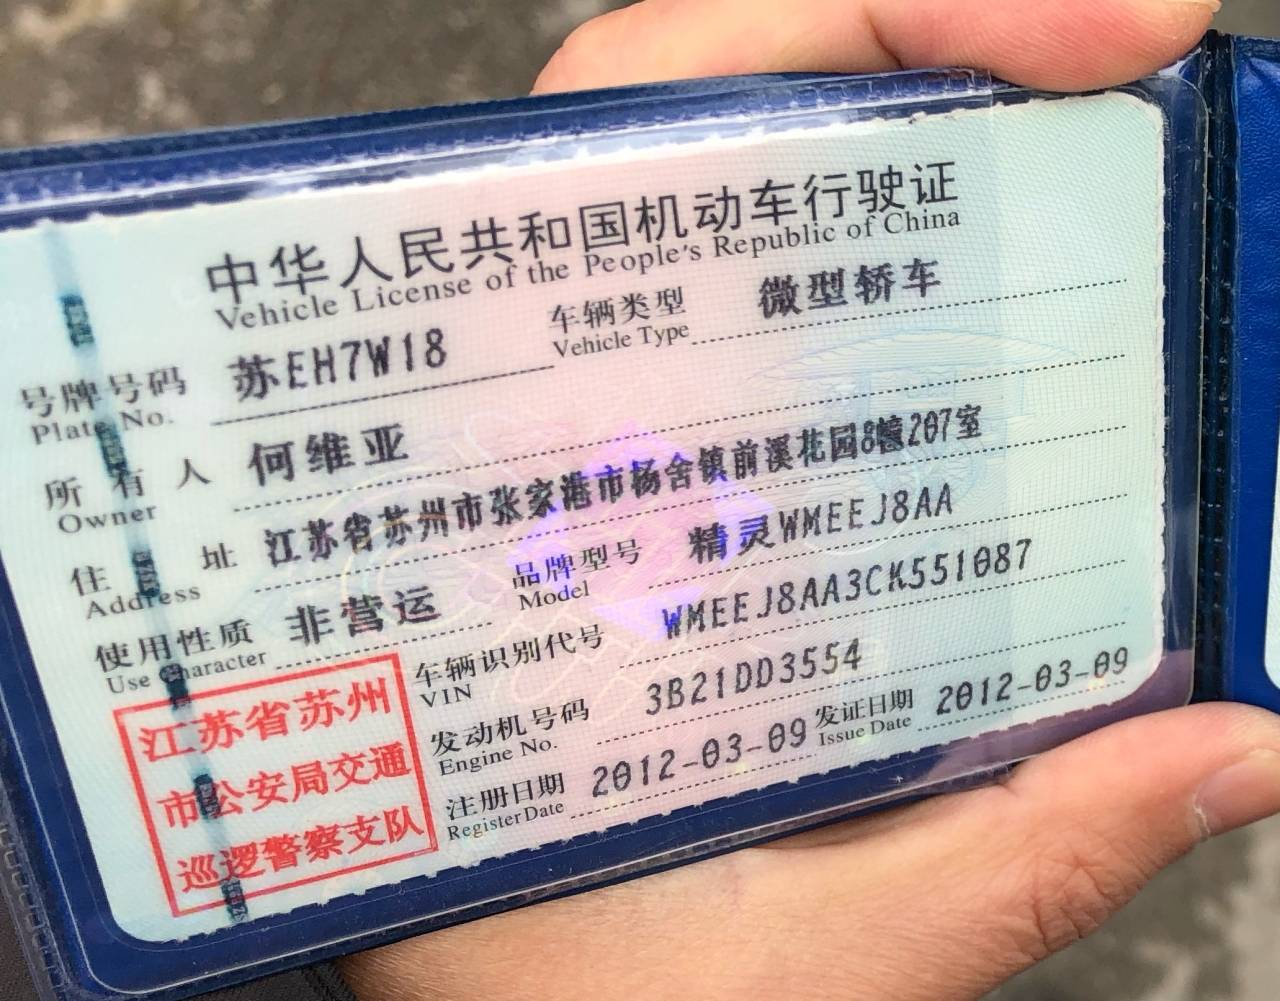 中华人民共和国机动车行驶证
Vehicle License of the People's Republic of China
号牌号码 苏EH7W18 车辆类型 微型轿车
Plate No. Vehicle Type
所有人 何维亚
Owner
住址 江苏省苏州市张家港市杨舍镇前溪花园8幢207室
Address
使用性质 非营运 品牌型号 精灵WMEEJ8AA
Use Character Model
车辆识别代号 WMEEJ8AA3CK551087
VIN
发动机号码 3B21DD3554
Engine No.
注册日期 2012-03-09 发证日期 2012-03-09
Register Date Issue Date
江苏省苏州
市公安局交通
巡逻警察支队